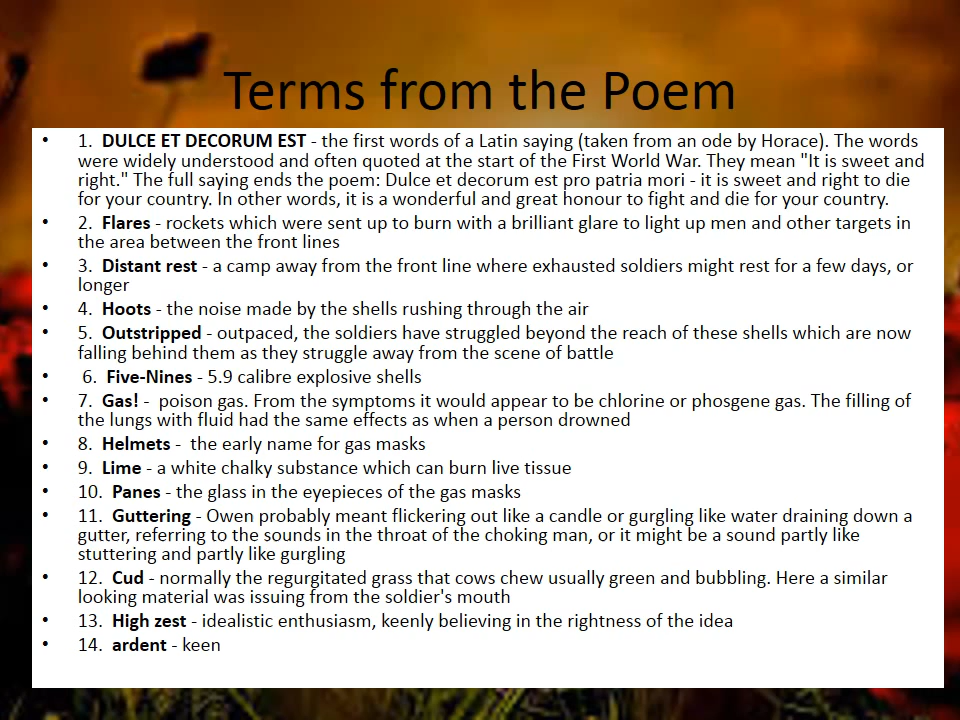 Terms from the Poem
• 1. DULCE ET DECORUM EST - the first words of a Latin saying (taken from an ode by Horace). The words
were widely understood and often quoted at the start of the First World War. They mean "It is sweet and
right." The full saying ends the poem: Dulce et decorum est pro patria mori - it is sweet and right to die
for your country. In other words, it is a wonderful and great honour to fight and die for your country.
• 2. Flares - rockets which were sent up to burn with a brilliant glare to light up men and other targets in
the area between the front lines
• 3. Distant rest - a camp away from the front line where exhausted soldiers might rest for a few days, or
longer
• 4. Hoots - the noise made by the shells rushing through the air
• 5. Outstripped - outpaced, the soldiers have struggled beyond the reach of these shells which are now
falling behind them as they struggle away from the scene of battle
• 6. Five-Nines - 5.9 calibre explosive shells
• 7. Gas! - poison gas. From the symptoms it would appear to be chlorine or phosgene gas. The filling of
the lungs with fluid had the same effects as when a person drowned
• 8. Helmets - the early name for gas masks
• 9. Lime - a white chalky substance which can burn live tissue
• 10. Panes - the glass in the eyepieces of the gas masks
• 11. Guttering - Owen probably meant flickering out like a candle or gurgling like water draining down a
gutter, referring to the sounds in the throat of the choking man, or it might be a sound partly like
stuttering and partly like gurgling
• 12. Cud - normally the regurgitated grass that cows chew usually green and bubbling. Here a similar
looking material was issuing from the soldier's mouth
• 13. High zest - idealistic enthusiasm, keenly believing in the rightness of the idea
• 14. ardent - keen